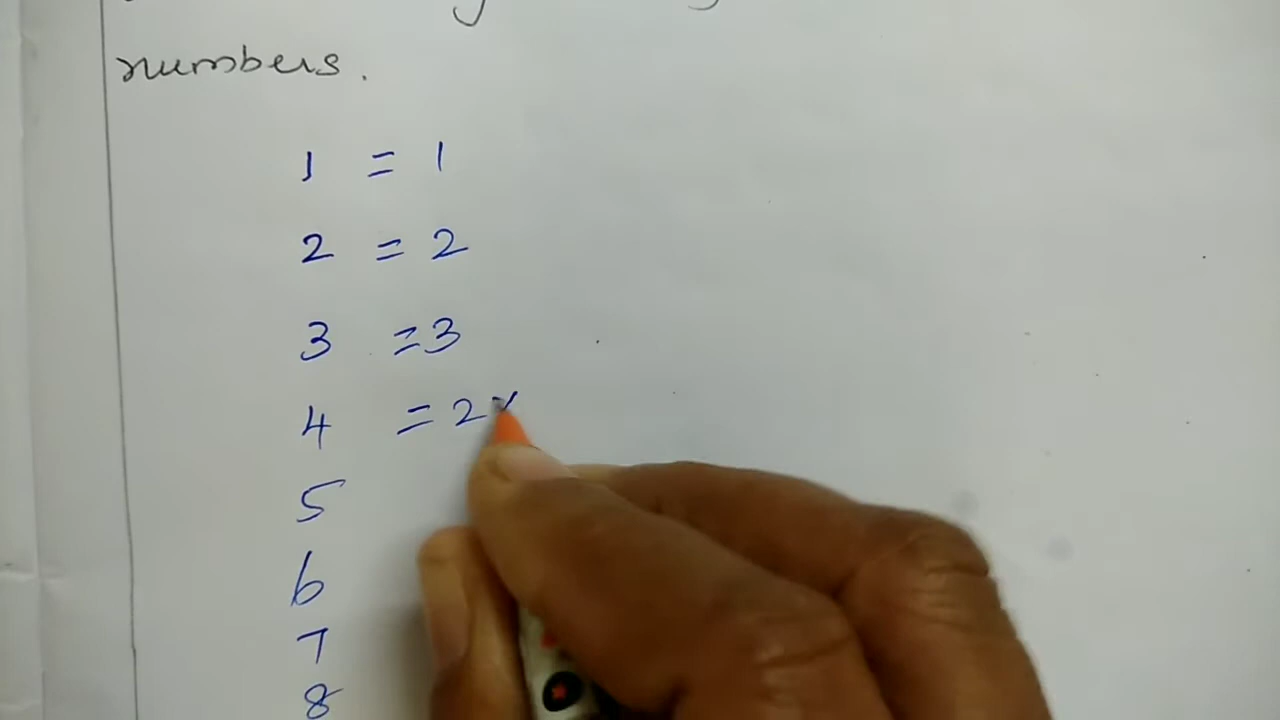 numbers.
1 = 1
2 = 2
3 = 3
4 = 2×
5
6
7
8